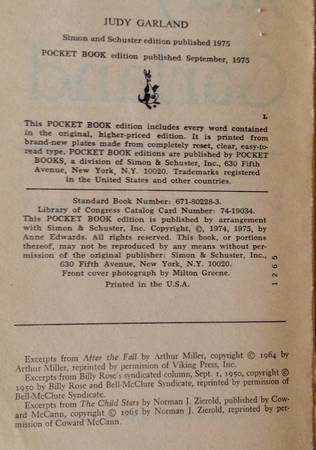 JUDY GARLAND
Simon and Schuster edition published 1975
POCKET BOOK edition published September, 1975
L
This POCKET BOOK edition includes every word contained
in the original, higher-priced edition. It is printed from
brand-new plates made from completely reset, clear, easy-to-
read type. POCKET BOOK editions are published by POCKET
BOOKS, a division of Simon & Schuster, Inc., 630 Fifth
Avenue, New York, N.Y. 10020. Trademarks registered
in the United States and other countries.
Standard Book Number: 671-80228-3.
Library of Congress Catalog Card Number: 74-19034.
This POCKET BOOK edition is published by arrangement
with Simon & Schuster, Inc. Copyright, ©, 1974, 1975, by
Anne Edwards. All rights reserved. This book, or portions
thereof, may not be reproduced by any means without per-
mission of the original publisher: Simon & Schuster, Inc.,
630 Fifth Avenue, New York, N.Y. 10020.
Front cover photograph by Milton Greene.
Printed in the U.S.A.
1265
Excerpts from After the Fall by Arthur Miller, copyright © 1964 by
Arthur Miller, reprinted by permission of Viking Press, Inc.
Excerpts from Billy Rose's syndicated column, Sept. 1, 1950, copyright ©
1950 by Billy Rose and Bell-McClure Syndicate, reprinted by permission of
Bell-McClure Syndicate.
Excerpts from The Child Stars by Norman J. Zierold, published by Cow-
ard McCann, copyright © 1965 by Norman J. Zierold, reprinted by per-
mission of Coward McCann.